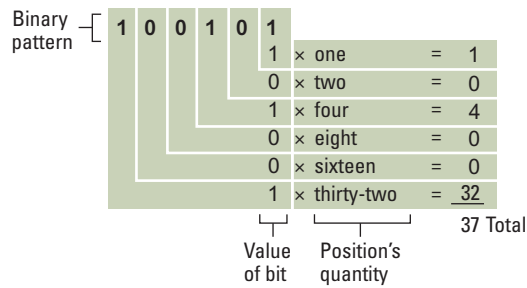 Binary
pattern
1 0 0 1 0 1
1 × one = 1
0 × two = 0
1 × four = 4
0 × eight = 0
0 × sixteen = 0
1 × thirty-two = 32
37 Total
Value
of bit
Position's
quantity